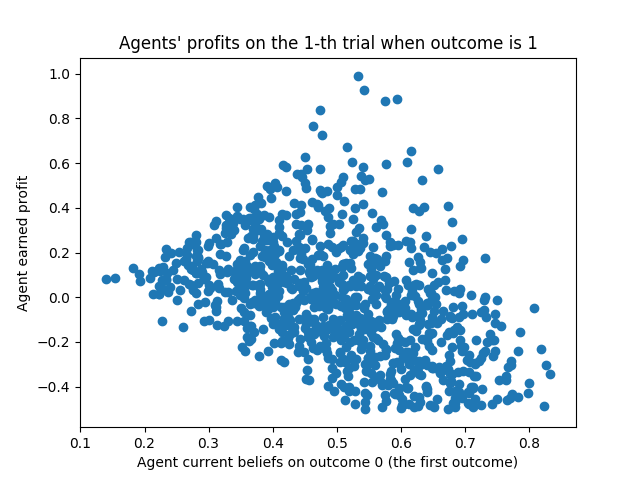 Agents' profits on the 1-th trial when outcome is 1
1.0
0.8
0.6
0.4
0.2
0.0
−0.2
−0.4
Agent earned profit
0.1 0.2 0.3 0.4 0.5 0.6 0.7 0.8
Agent current beliefs on outcome 0 (the first outcome)